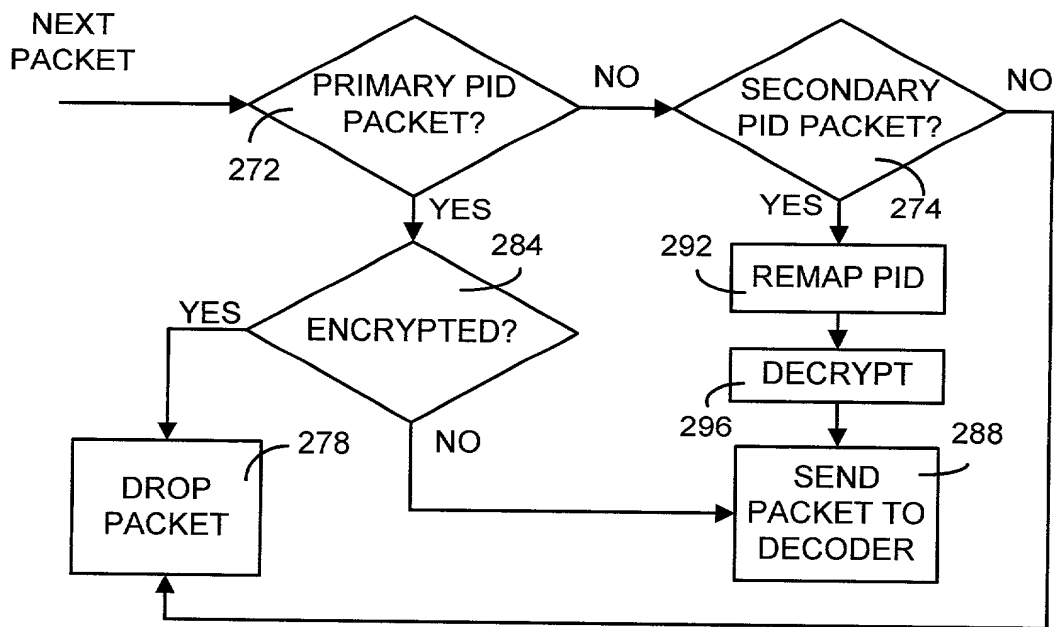 NEXT
PACKET
PRIMARY PID
PACKET?
272
NO
SECONDARY
PID PACKET?
274
NO
YES
YES
284
292
REMAP PID
YES
ENCRYPTED?
DECRYPT
296
NO
278
DROP
PACKET
288
SEND
PACKET TO
DECODER